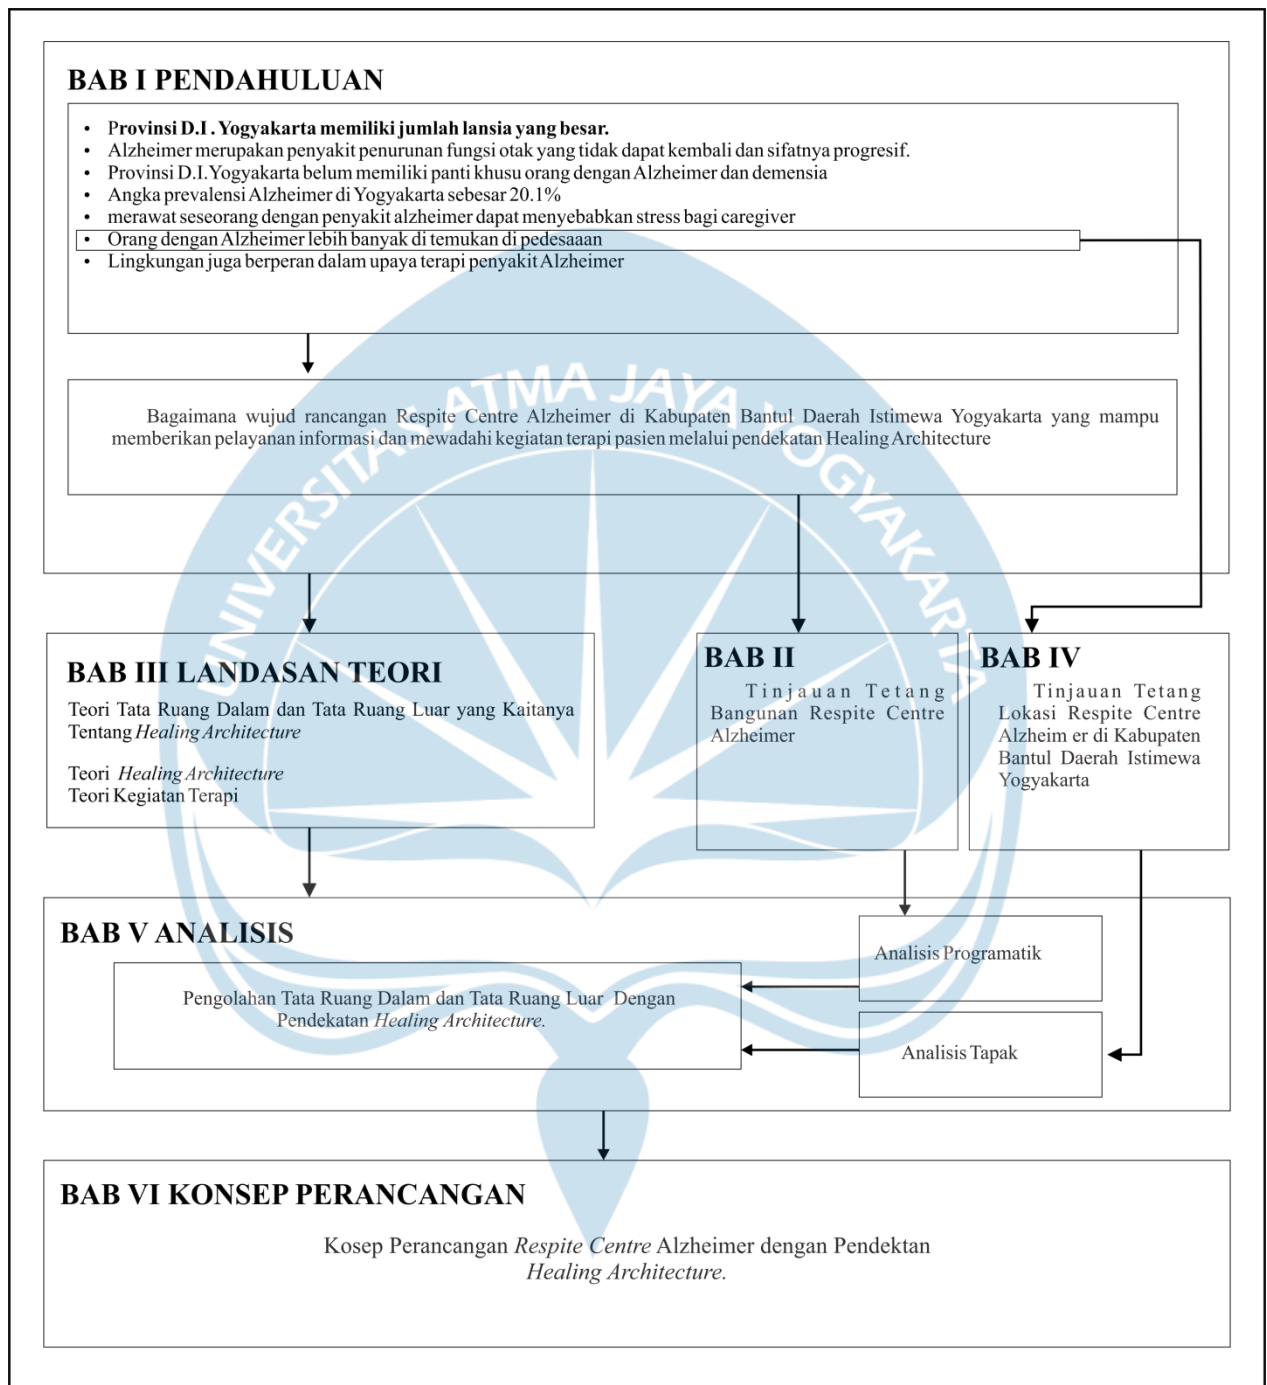 BAB I PENDAHULUAN
• Provinsi D.I . Yogyakarta memiliki jumlah lansia yang besar.
• Alzheimer merupakan penyakit penurunan fungsi otak yang tidak dapat kembali dan sifatnya progresif.
• Provinsi D.I.Yogyakarta belum memiliki panti khusu orang dengan Alzheimer dan demensia
• Angka prevalensi Alzheimer di Yogyakarta sebesar 20.1%
• merawat seseorang dengan penyakit alzheimer dapat menyebabkan stress bagi caregiver
• Orang dengan Alzheimer lebih banyak di temukan di pedesaaan
• Lingkungan juga berperan dalam upaya terapi penyakit Alzheimer
UNIVERSITAS ATMA JAYA YOGYAKARTA
Bagaimana wujud rancangan Respite Centre Alzheimer di Kabupaten Bantul Daerah Istimewa Yogyakarta yang mampu
memberikan pelayanan informasi dan mewadahi kegiatan terapi pasien melalui pendekatan Healing Architecture
BAB III LANDASAN TEORI
Teori Tata Ruang Dalam dan Tata Ruang Luar yang Kaitanya
Tentang Healing Architecture
Teori Healing Architecture
Teori Kegiatan Terapi
BAB II
Tinjauan Tetang
Bangunan Respite Centre
Alzheimer
BAB IV
Tinjauan Tetang
Lokasi Respite Centre
Alzheim er di Kabupaten
Bantul Daerah Istimewa
Yogyakarta
BAB V ANALISIS
Pengolahan Tata Ruang Dalam dan Tata Ruang Luar Dengan
Pendekatan Healing Architecture.
Analisis Programatik
Analisis Tapak
BAB VI KONSEP PERANCANGAN
Kosep Perancangan Respite Centre Alzheimer dengan Pendektan
Healing Architecture.